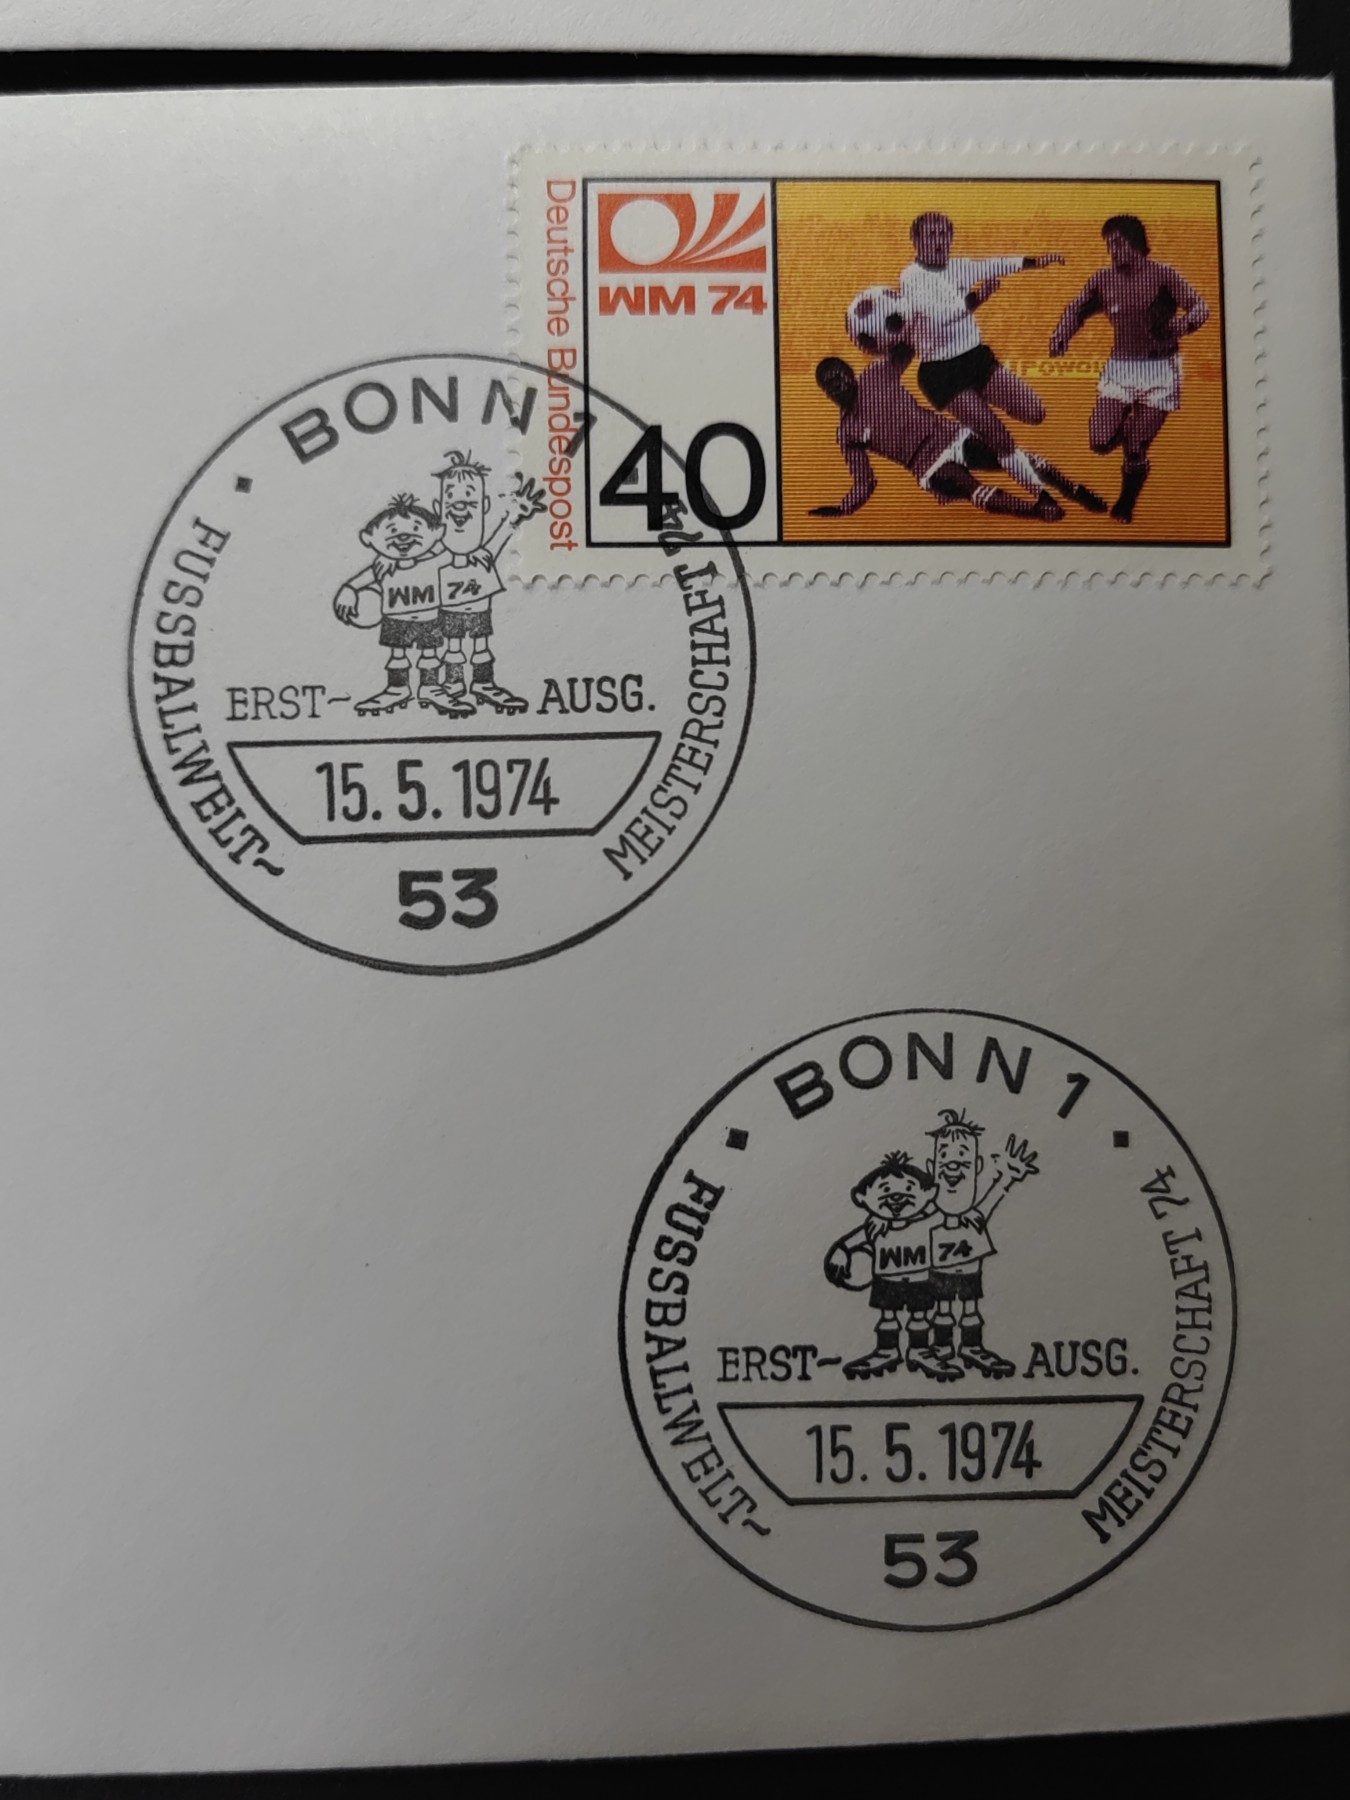 Deutsche Bundespost
WM 74
40
BONN 1
FUSSBALLWELT-
MEISTERSCHAFT 74
WM 74
ERST- AUSG.
15. 5. 1974
53
BONN 1
FUSSBALLWELT-
MEISTERSCHAFT 74
WM 74
ERST- AUSG.
15. 5. 1974
53